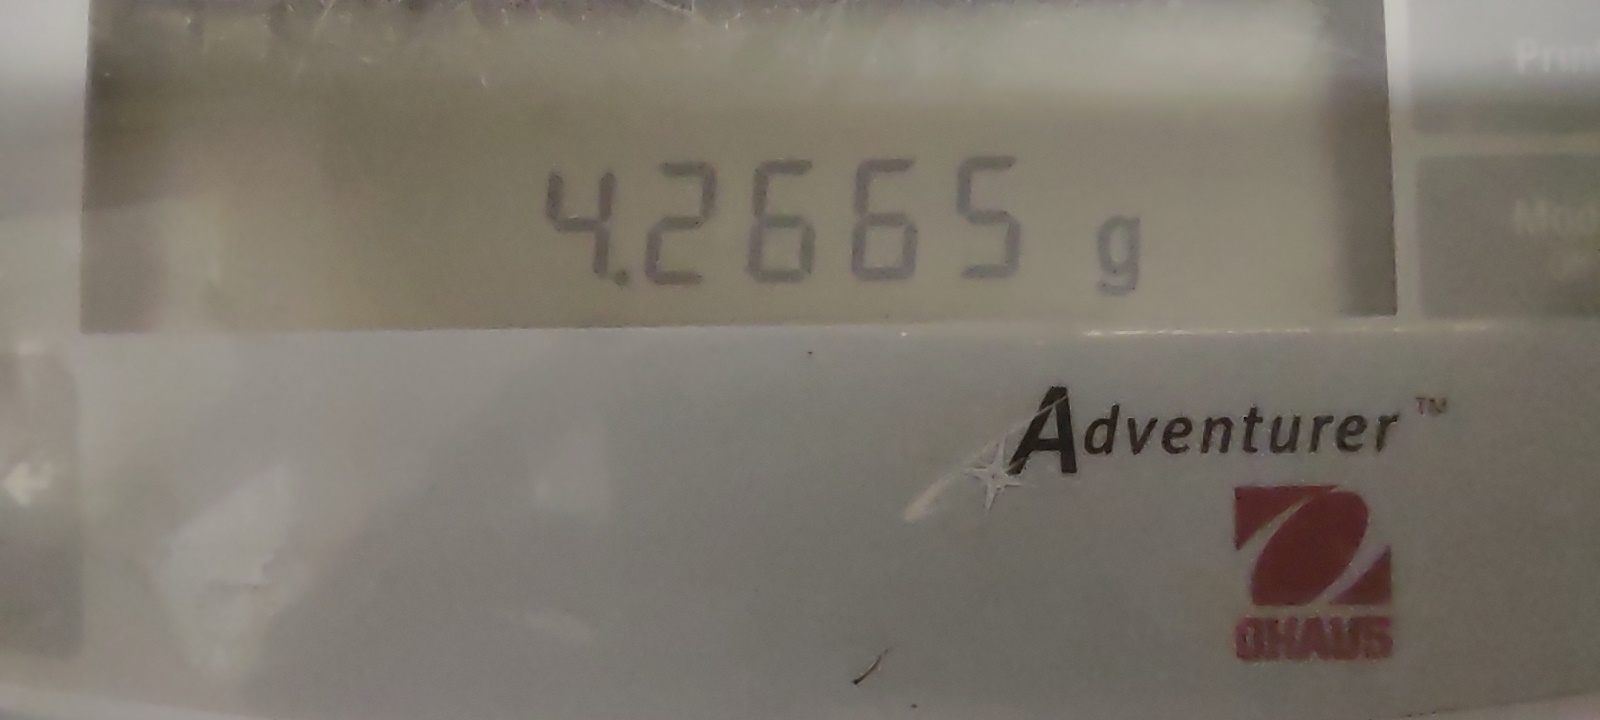 4.2665 g
Adventurer™
OHAUS